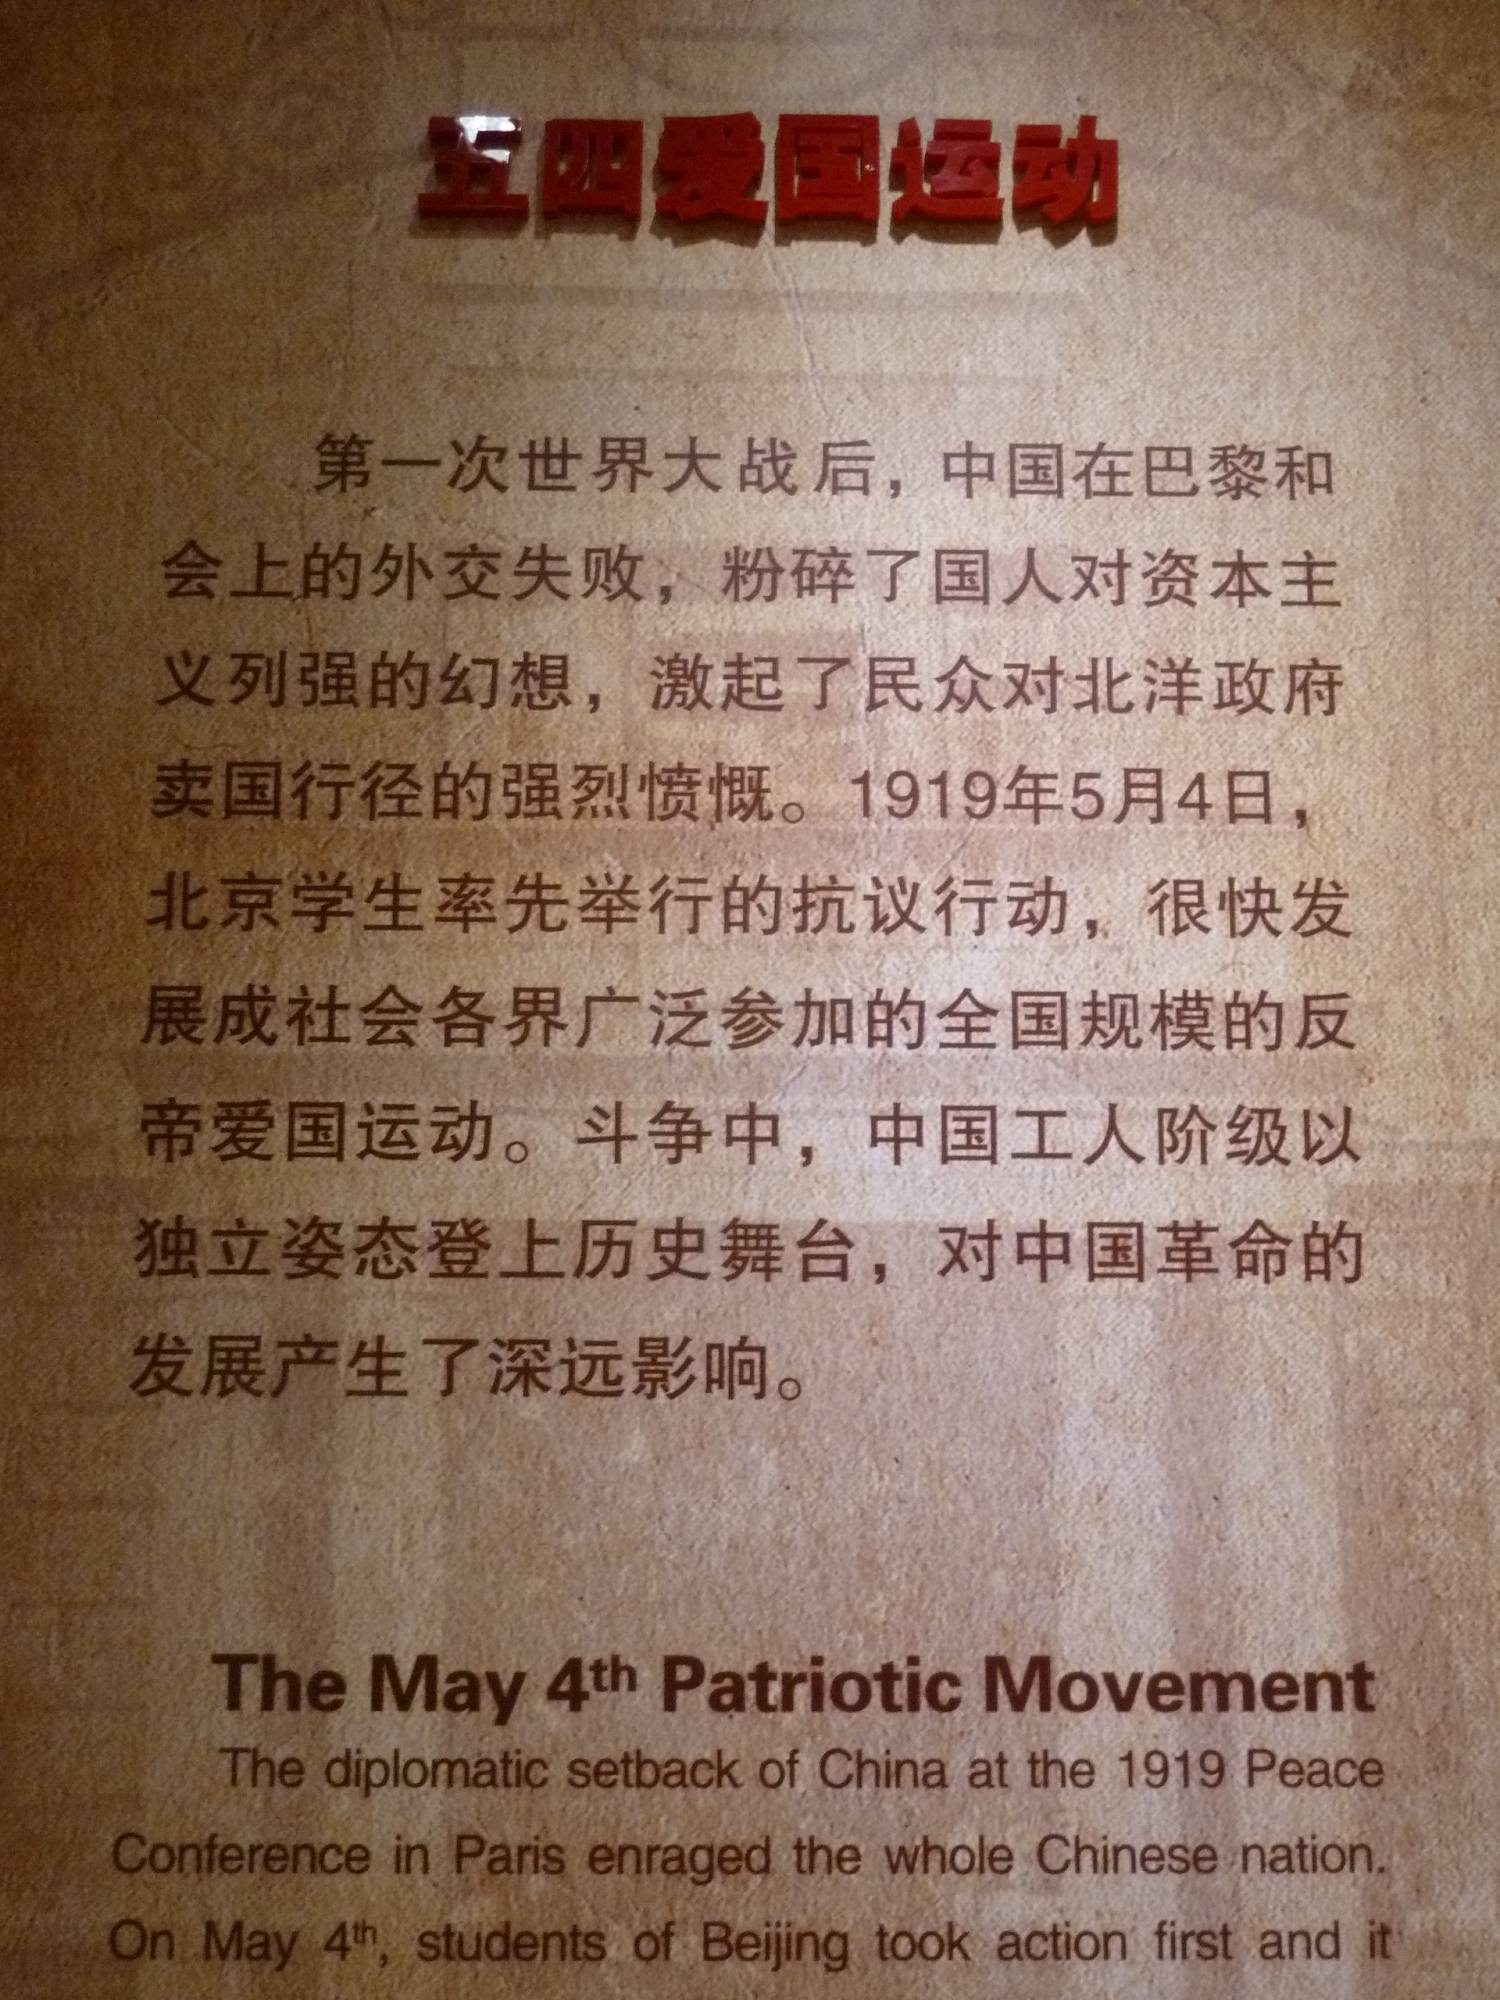 五四爱国运动
第一次世界大战后，中国在巴黎和
会上的外交失败，粉碎了国人对资本主
义列强的幻想，激起了民众对北洋政府
卖国行径的强烈愤慨。1919年5月4日，
北京学生率先举行的抗议行动，很快发
展成社会各界广泛参加的全国规模的反
帝爱国运动。斗争中，中国工人阶级以
独立姿态登上历史舞台，对中国革命的
发展产生了深远影响。
The May 4th Patriotic Movement
The diplomatic setback of China at the 1919 Peace
Conference in Paris enraged the whole Chinese nation.
On May 4th, students of Beijing took action first and it